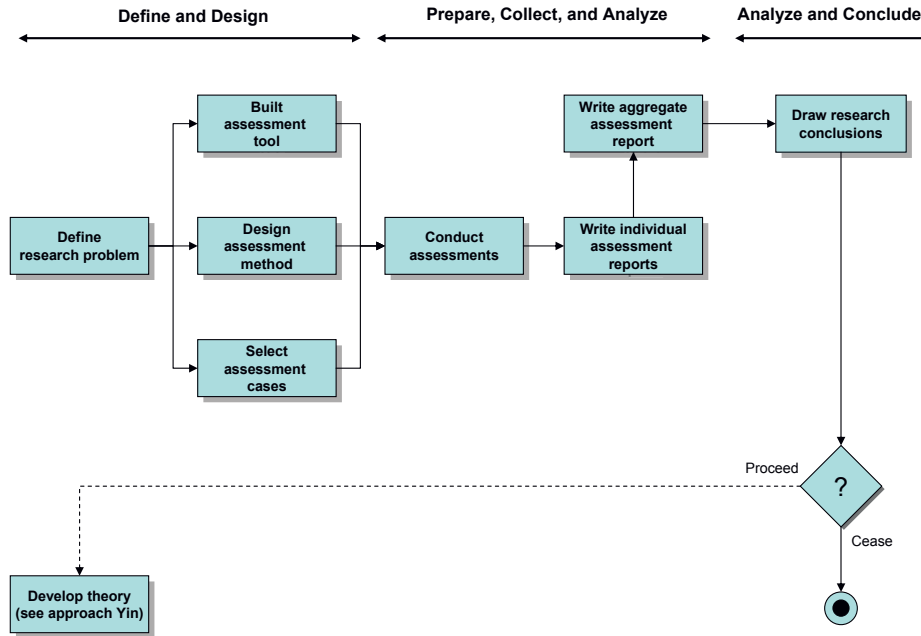 Define and Design
Prepare, Collect, and Analyze
Analyze and Conclude
Built
assessment
tool
Write aggregate
assessment
report
Draw research
conclusions
Define
research problem
Design
assessment
method
Conduct
assessments
Write individual
assessment
reports
Select
assessment
cases
Proceed
?
Cease
Develop theory
(see approach Yin)